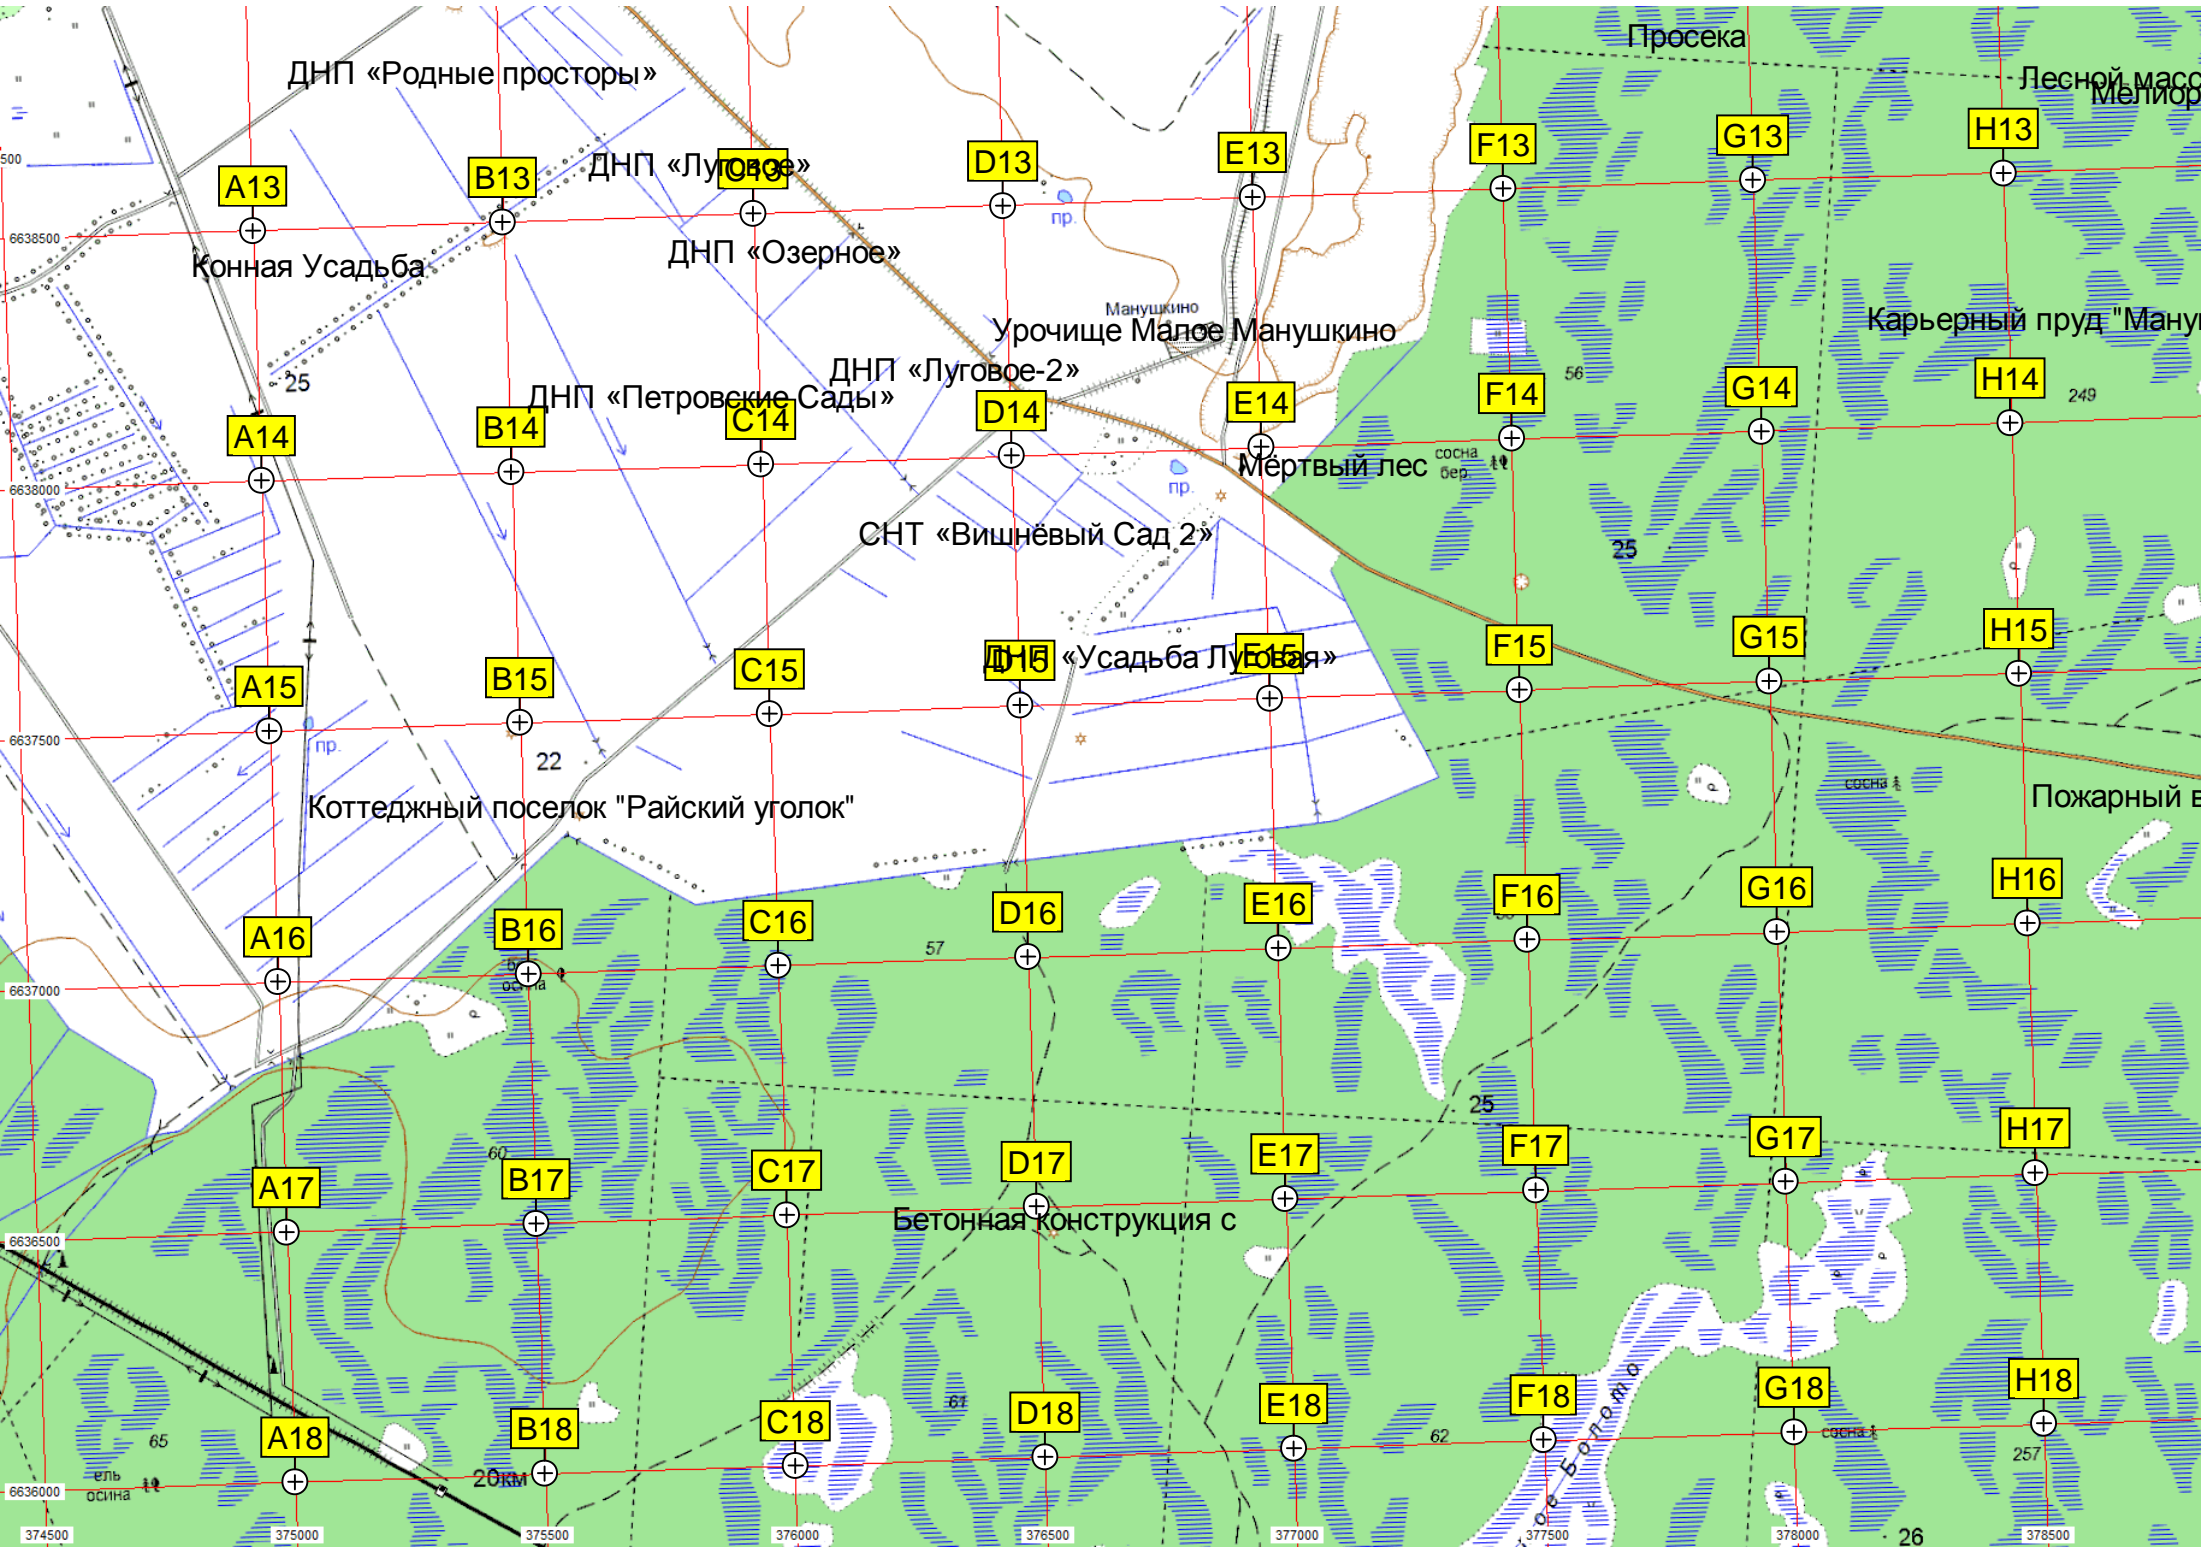 Просека
ДНП «Родные просторы»
Лесной масс
Мелиор
500
A13
B13
ДНП «Луговое»
C13
D13
E13
F13
G13
H13
пр.
6638500
Конная Усадьба
ДНП «Озерное»
Манушкино
Урочище Малое Манушкино
Карьерный пруд "Ману
25
ДНП «Луговое-2»
56
ДНП «Петровские Сады»
249
A14
B14
C14
D14
E14
F14
G14
H14
Мёртвый лес
сосна
бер.
6638000
пр.
СНТ «Вишнёвый Сад 2»
25
A15
B15
C15
D15
ДНП «Усадьба Луговая»
E15
F15
G15
H15
6637500
пр.
22
сосна
Коттеджный поселок "Райский уголок"
Пожарный в
A16
B16
C16
D16
E16
F16
G16
H16
57
осина
6637000
25
60
A17
B17
C17
D17
E17
F17
G17
H17
Бетонная конструкция с
6636500
61
65
62
A18
B18
C18
D18
E18
F18
G18
H18
сосна
257
ель
осина
20км
ое Болото
6636000
374500
375000
375500
376000
376500
377000
377500
378000
378500
26